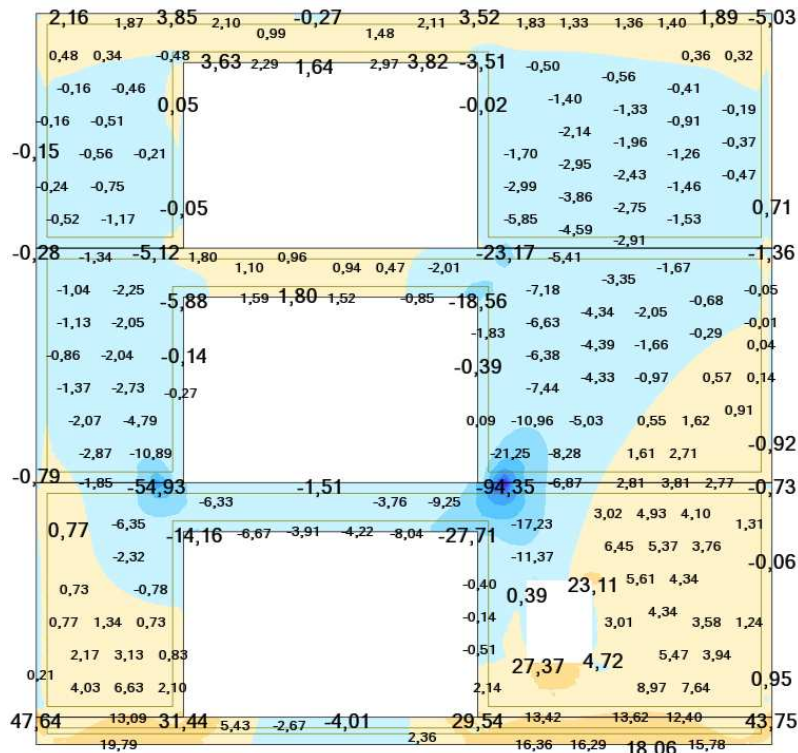 2,16 1,87 3,85 2,10 -0,27 2,11 3,52 1,83 1,33 1,36 1,40 1,89 -5,03
0,99 1,48
0,48 0,34 -0,48 0,36 0,32
3,63 2,29 1,64 2,97 3,82 -3,51 -0,50
-0,56
-0,16 -0,46 -0,41
0,05 -0,02 -1,40 -1,33 -0,19
-0,16 -0,51 -0,91
-2,14
-1,96 -0,37
-0,15 -0,56 -0,21 -1,70 -1,26
-2,95
-2,43 -0,47
-0,24 -0,75 -2,99 -1,46
-3,86
-0,05 -2,75 0,71
-0,52 -1,17 -5,85 -1,53
-4,59
-2,91
-0,28 -1,34 -5,12 1,80 0,96 -23,17 -5,41 -1,36
1,10 0,94 0,47 -2,01 -1,67
-3,35
-1,04 -2,25 -7,18 -0,05
-5,88 1,59 1,80 1,52 -0,85 -18,56 -0,68
-4,34 -2,05
-1,13 -2,05 -6,63 -0,01
-1,83 -0,29
-4,39 -1,66 0,04
-0,86 -2,04 -0,14 -6,38
-0,39
-4,33 -0,97 0,57 0,14
-1,37 -2,73 -0,27 -7,44
0,91
-2,07 -4,79 0,09 -10,96 -5,03 0,55 1,62
-0,92
-2,87 -10,89 -21,25 -8,28 1,61 2,71
-0,79 -1,85 -54,93 -1,51 -94,35 -6,87 2,81 3,81 2,77 -0,73
-6,33 -3,76 -9,25
3,02 4,93 4,10
0,77 -6,35 -17,23 1,31
-14,16 -6,67 -3,91 -4,22 -8,04 -27,71
6,45 5,37 3,76
-2,32 -11,37 -0,06
5,61 4,34
0,73 -0,78 -0,40 0,39 23,11
4,34
0,77 1,34 0,73 -0,14 3,01 3,58 1,24
-0,51
2,17 3,13 0,83 27,37 4,72 5,47 3,94
0,21 0,95
4,03 6,63 2,10 2,14 8,97 7,64
47,64 13,09 31,44 5,43 -2,67 -4,01 29,54 13,42 13,62 12,40 43,75
2,36
19,79 16,36 16,29 18,06 15,78